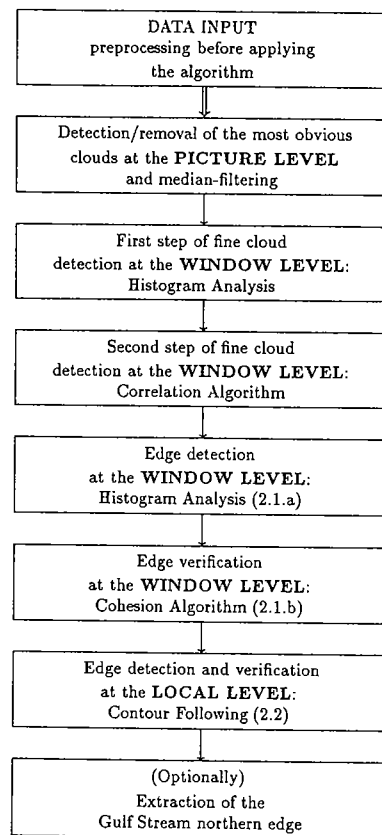 DATA INPUT
preprocessing before applying
the algorithm
Detection/removal of the most obvious
clouds at the PICTURE LEVEL
and median-filtering
First step of fine cloud
detection at the WINDOW LEVEL:
Histogram Analysis
Second step of fine cloud
detection at the WINDOW LEVEL:
Correlation Algorithm
Edge detection
at the WINDOW LEVEL:
Histogram Analysis (2.1.a)
Edge verification
at the WINDOW LEVEL:
Cohesion Algorithm (2.1.b)
Edge detection and verification
at the LOCAL LEVEL:
Contour Following (2.2)
(Optionally)
Extraction of the
Gulf Stream northern edge